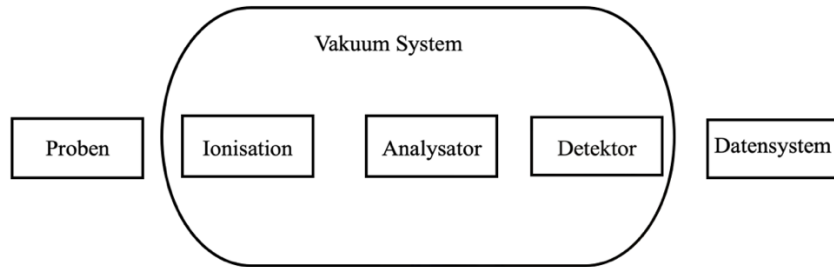 Vakuum System
Proben
Ionisation
Analysator
Detektor
Datensystem